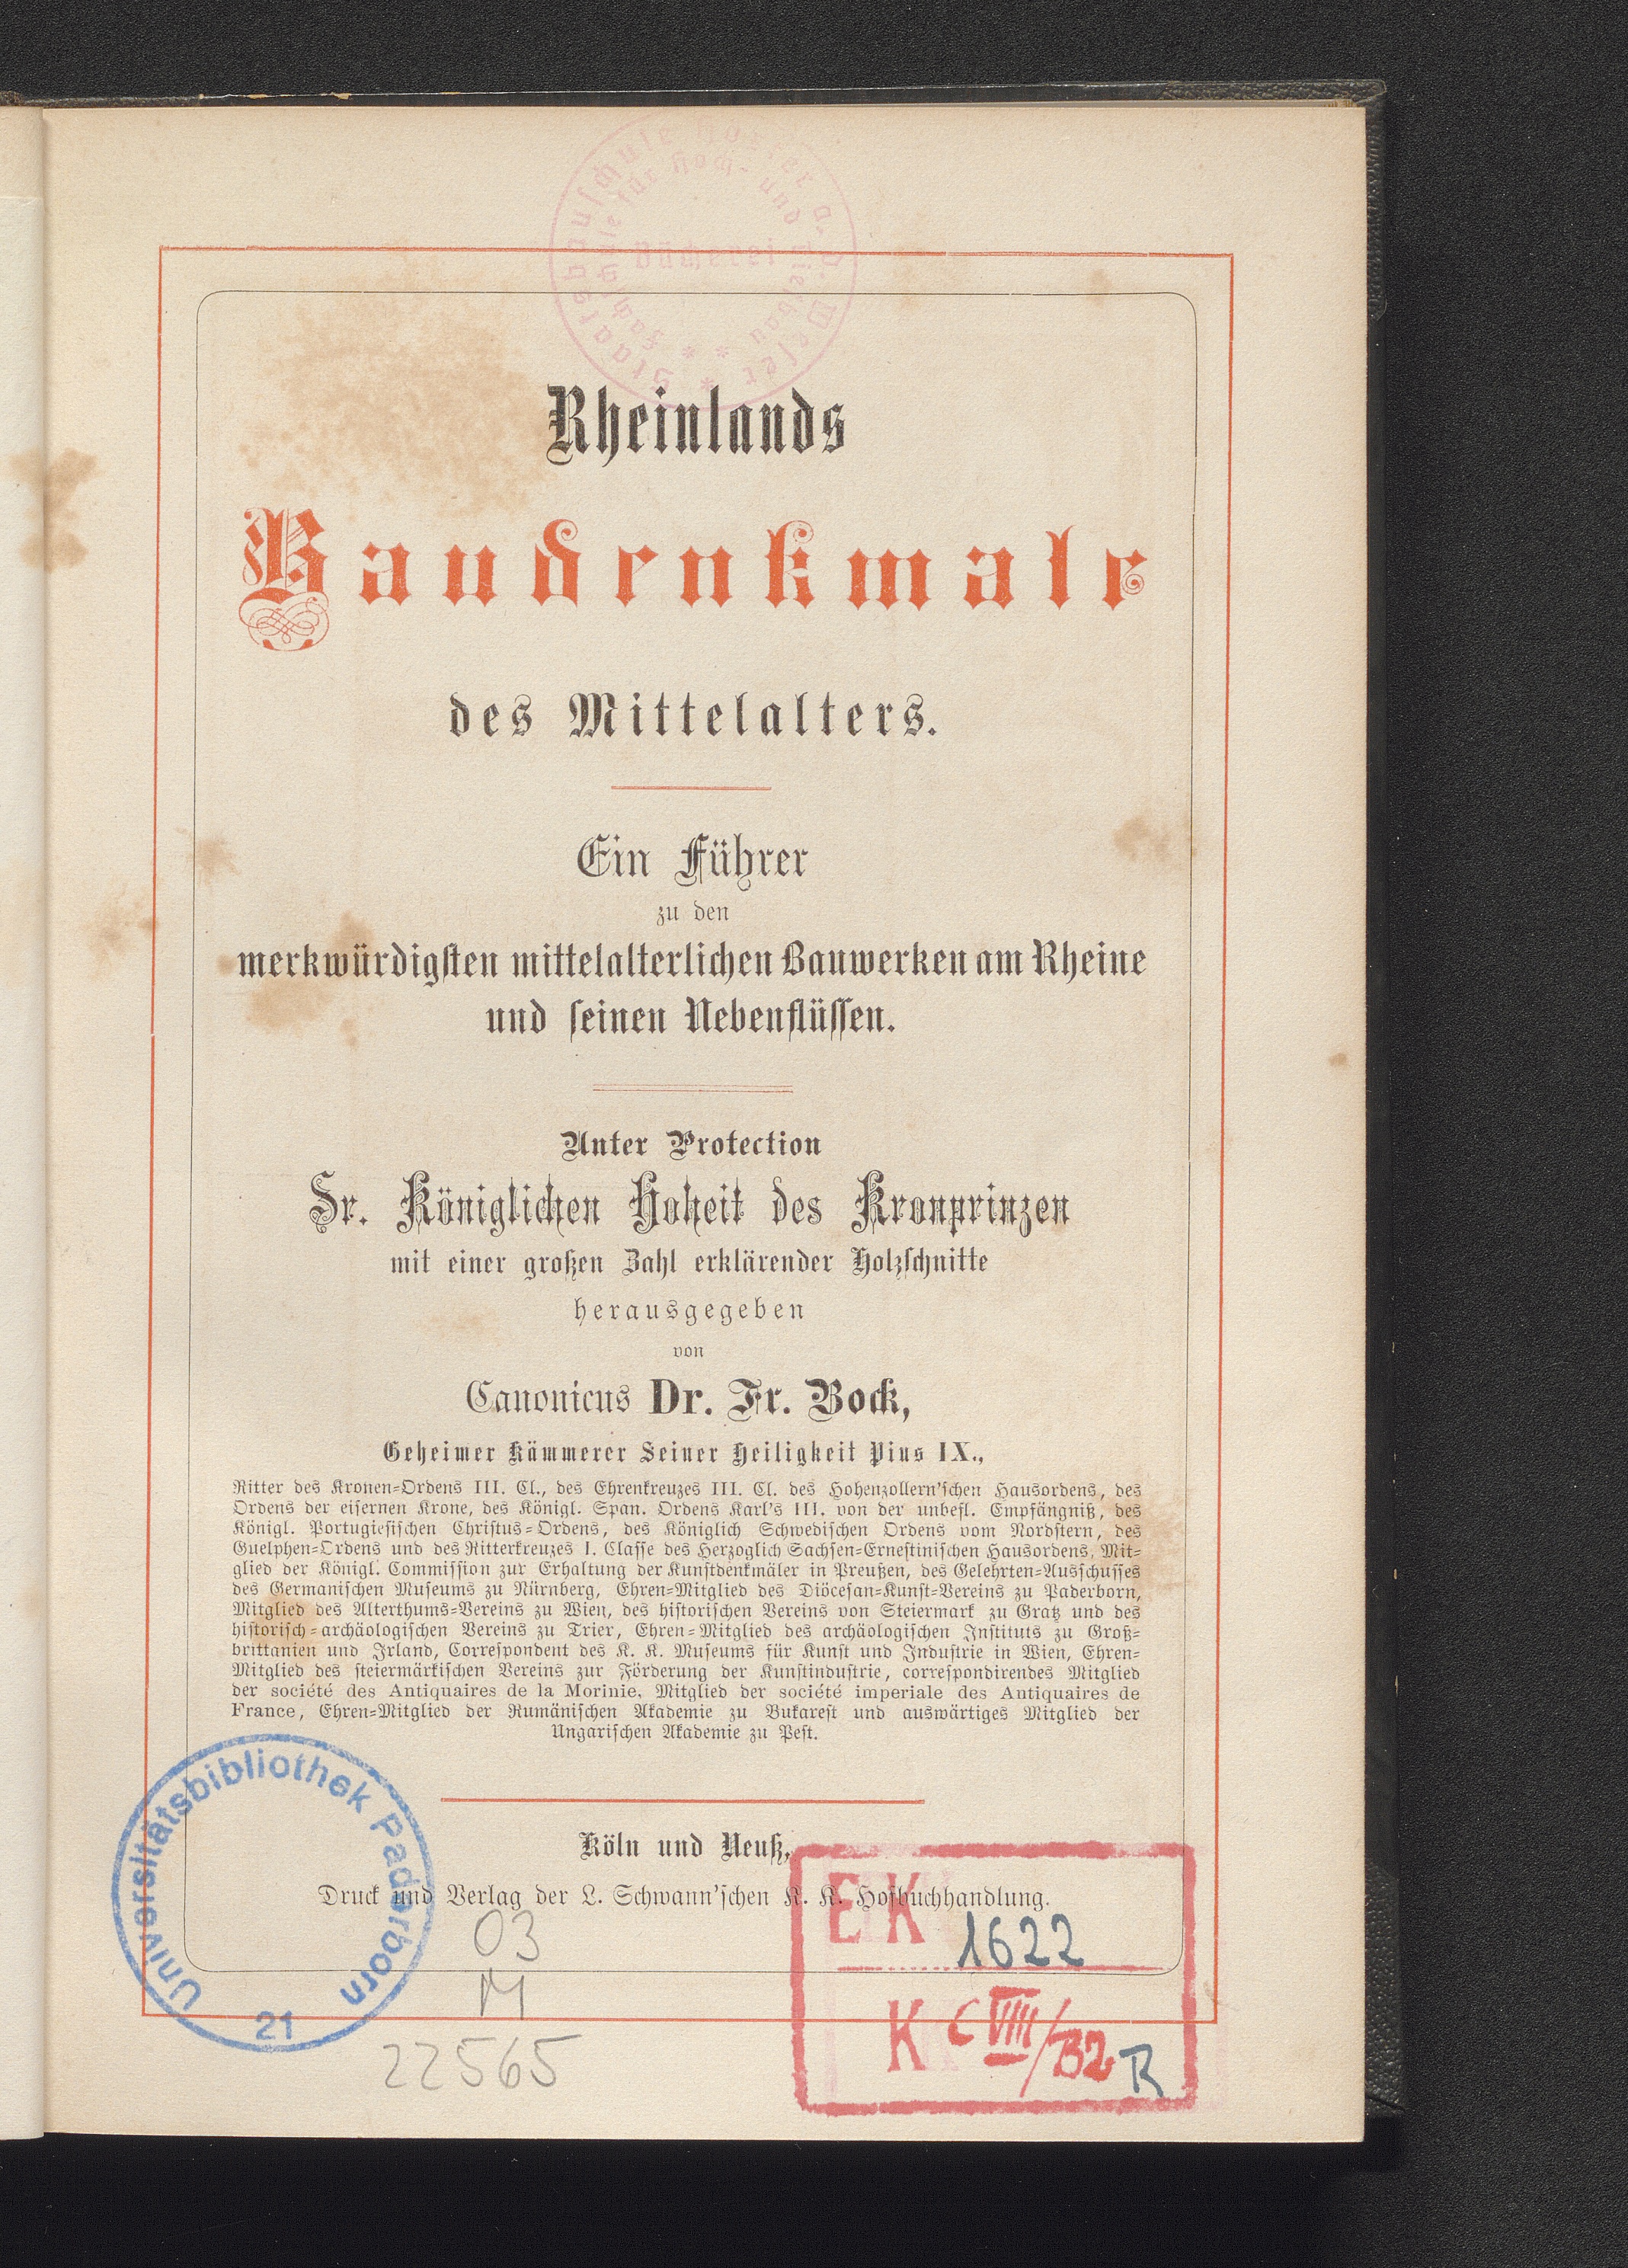 Staatsbauschule Höxter a. d. Weser
Fachschule für Hoch- und Tiefbau
Bücherei
Rheinlands
Baudenkmale
des Mittelalters.
Ein Führer
zu den
merkwürdigsten mittelalterlichen Bauwerken am Rheine
und seinen Nebenflüssen.
Unter Protection
Sr. Königlichen Hoheit des Kronprinzen
mit einer großen Zahl erklärender Holzschnitte
herausgegeben
von
Canonicus Dr. Fr. Bock,
Geheimer Kämmerer Seiner Heiligkeit Pius IX.,
Ritter des Kronen-Ordens III. Cl., des Ehrenkreuzes III. Cl. des Hohenzollern'schen Hausordens, des
Ordens der eisernen Krone, des Königl. Span. Ordens Karl's III. von der unbefl. Empfängniß, des
Königl. Portugiesischen Christus-Ordens, des Königlich Schwedischen Ordens vom Nordstern, des
Guelphen-Ordens und des Ritterkreuzes I. Classe des Herzoglich Sachsen-Ernestinischen Hausordens, Mit-
glied der Königl. Commission zur Erhaltung der Kunstdenkmäler in Preußen, des Gelehrten-Ausschusses
des Germanischen Museums zu Nürnberg, Ehren-Mitglied des Diöcesan-Kunst-Vereins zu Paderborn,
Mitglied des Alterthums-Vereins zu Wien, des historischen Vereins von Steiermark zu Gratz und des
historisch-archäologischen Vereins zu Trier, Ehren-Mitglied des archäologischen Instituts zu Groß-
brittanien und Irland, Correspondent des K. K. Museums für Kunst und Industrie in Wien, Ehren-
Mitglied des steiermärkischen Vereins zur Förderung der Kunstindustrie, correspondirendes Mitglied
der société des Antiquaires de la Morinie, Mitglied der société imperiale des Antiquaires de
France, Ehren-Mitglied der Rumänischen Akademie zu Bukarest und auswärtiges Mitglied der
Ungarischen Akademie zu Pest.
Köln und Neuß,
Druck und Verlag der L. Schwann'schen K. K. Hofbuchhandlung.
Universitätsbibliothek Paderborn
21
03
M
22565
EK 1622
K C VIII/B2 R